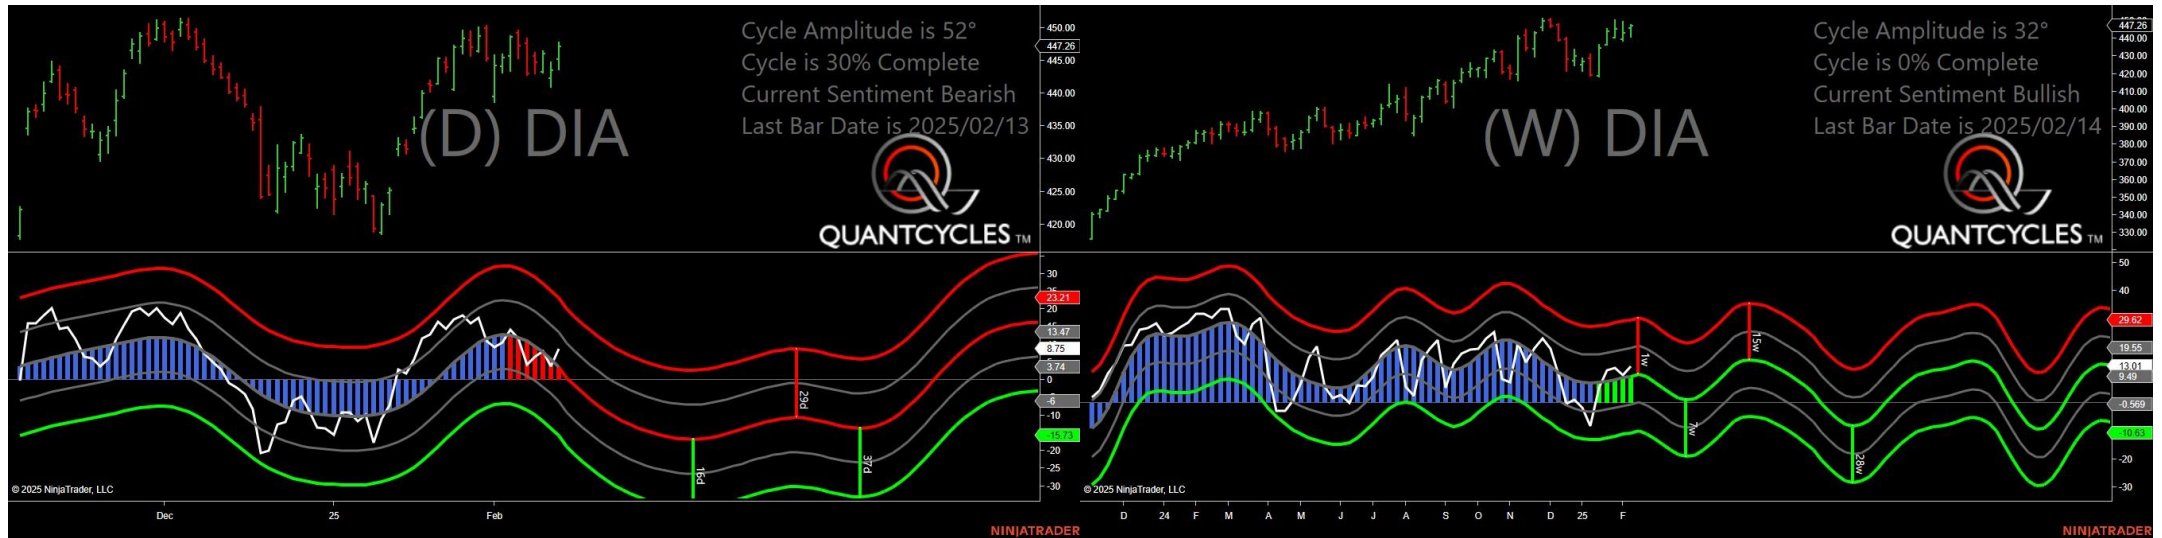 Cycle Amplitude is 52°
Cycle is 30% Complete
Current Sentiment Bearish
Last Bar Date is 2025/02/13
(D) DIA
QUANTCYCLES TM
450.00
447.26
445.00
440.00
435.00
430.00
425.00
420.00
30
23.21
20
13.47
8.75
3.74
0
-6
-10
-15.73
-20
-25
-30
29d
16d
37d
© 2025 NinjaTrader, LLC
Dec
25
Feb
NINJATRADER
Cycle Amplitude is 32°
Cycle is 0% Complete
Current Sentiment Bullish
Last Bar Date is 2025/02/14
(W) DIA
QUANTCYCLES TM
447.26
440.00
430.00
420.00
410.00
400.00
390.00
380.00
370.00
360.00
350.00
340.00
330.00
50
40
29.62
19.55
13.01
9.49
-0.569
-10.63
-20
-30
1w
15w
7w
28w
© 2025 NinjaTrader, LLC
D 24 F M A M J J A S O N D 25 F
NINJATRADER